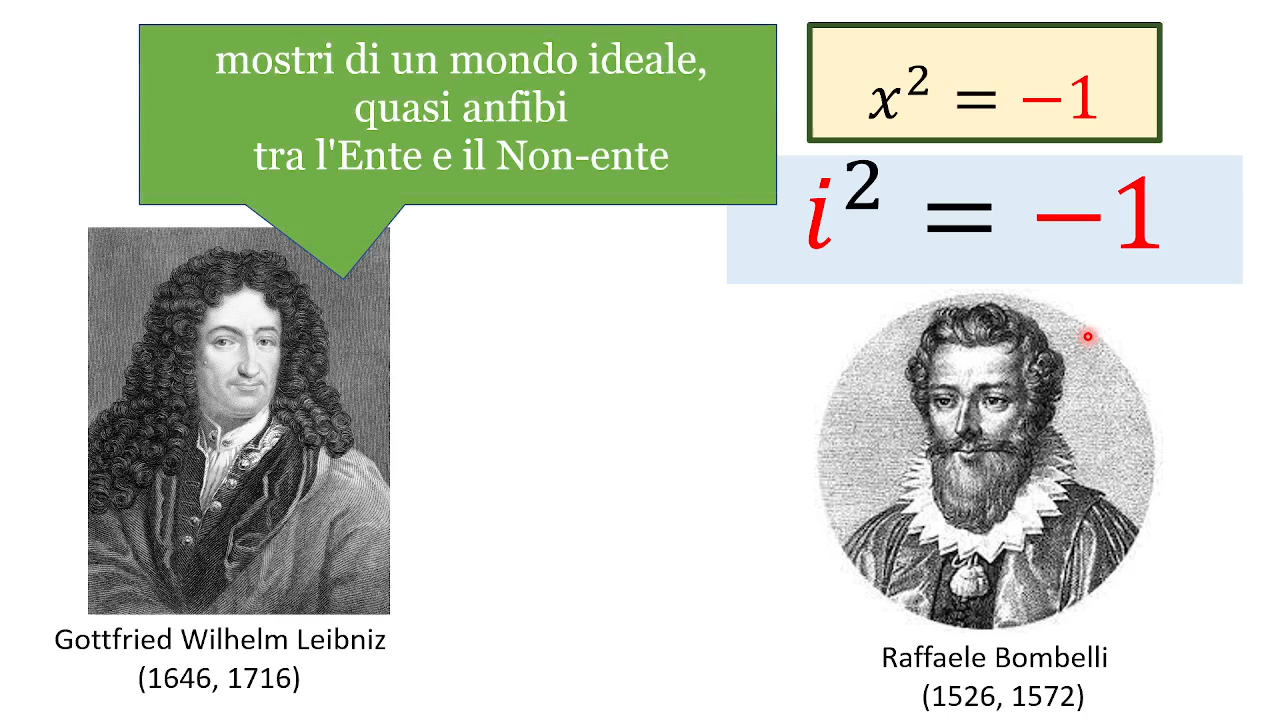 mostri di un mondo ideale,
quasi anfibi
tra l'Ente e il Non-ente
x² = −1
i² = −1
Gottfried Wilhelm Leibniz
(1646, 1716)
Raffaele Bombelli
(1526, 1572)